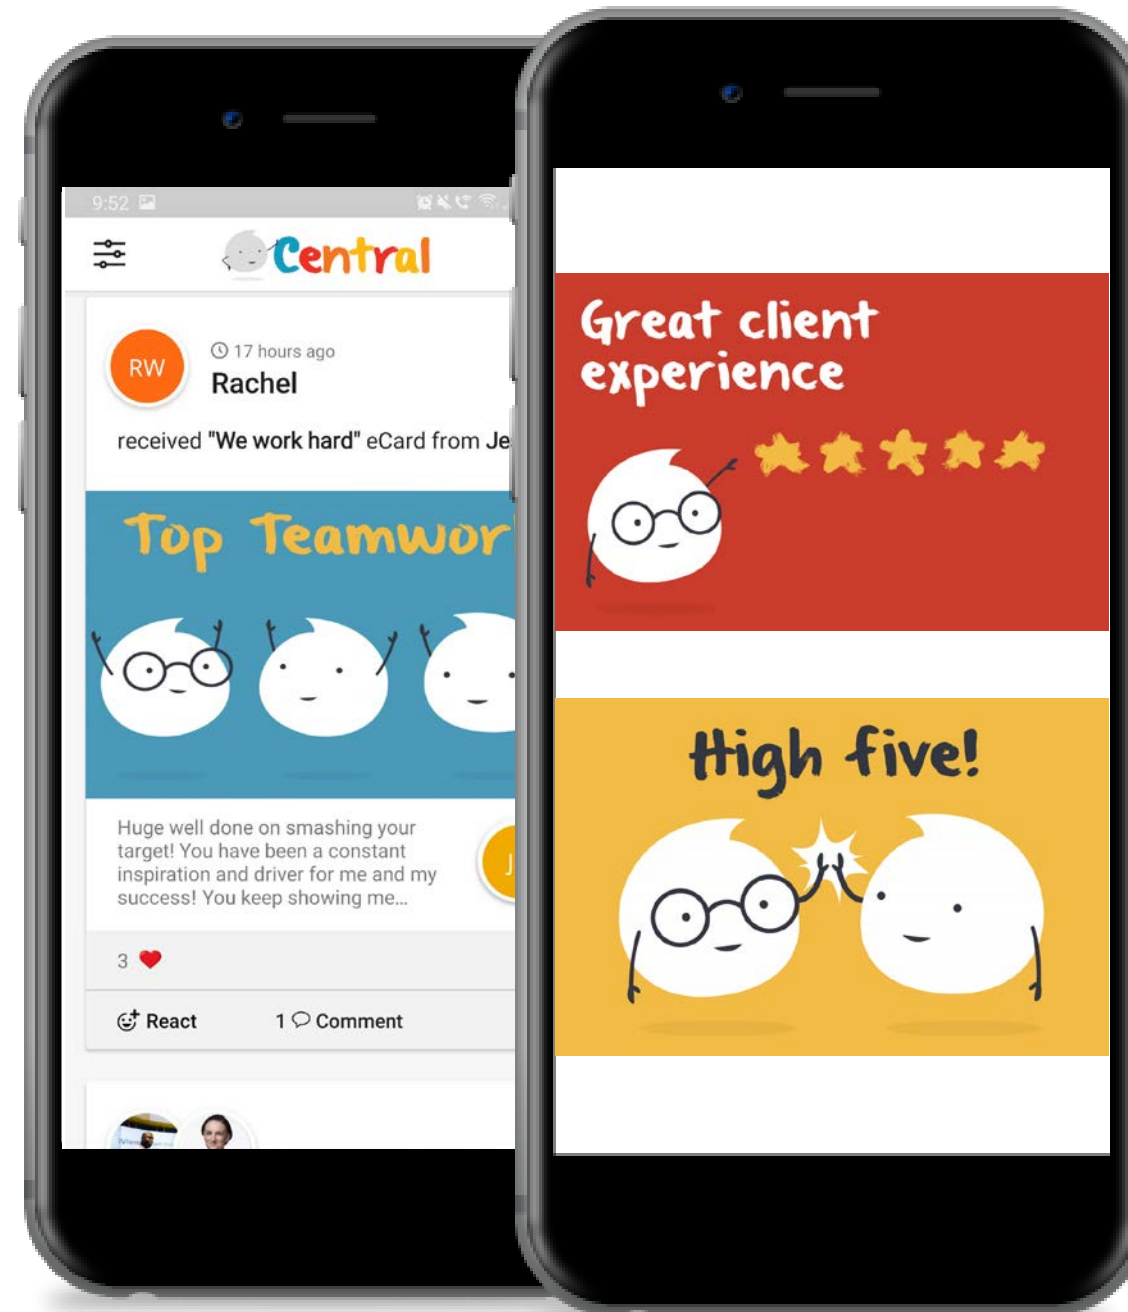 9:52
Central
RW
17 hours ago
Rachel
received "We work hard" eCard from Je
Top Teamwor
Huge well done on smashing your
target! You have been a constant
inspiration and driver for me and my
success! You keep showing me...
J
3
React
1 Comment
Great client
experience
High five!